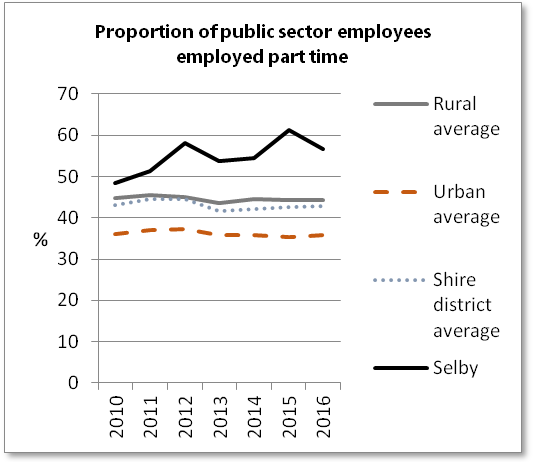 Proportion of public sector employees
employed part time
70
60
50
40
30
20
10
0
%
2010
2011
2012
2013
2014
2015
2016
Rural
average
Urban
average
Shire
district
average
Selby